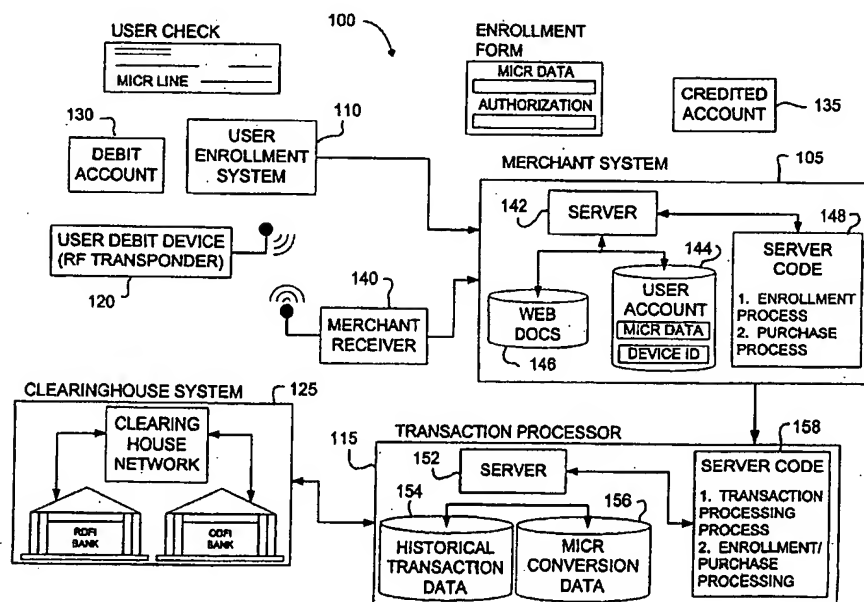 USER CHECK
MICR LINE
100
ENROLLMENT
FORM
MICR DATA
AUTHORIZATION
CREDITED
ACCOUNT
135
130
DEBIT
ACCOUNT
USER
ENROLLMENT
SYSTEM
110
MERCHANT SYSTEM
105
142
SERVER
148
SERVER
CODE
1. ENROLLMENT
PROCESS
2. PURCHASE
PROCESS
144
USER
ACCOUNT
MICR DATA
DEVICE ID
WEB
DOCS
146
USER DEBIT DEVICE
(RF TRANSPONDER)
120
140
MERCHANT
RECEIVER
CLEARINGHOUSE SYSTEM
125
CLEARING
HOUSE
NETWORK
RDFI
BANK
ODFI
BANK
TRANSACTION PROCESSOR
115
152
SERVER
158
SERVER CODE
1. TRANSACTION
PROCESSING
PROCESS
2. ENROLLMENT/
PURCHASE
PROCESSING
154
HISTORICAL
TRANSACTION
DATA
156
MICR
CONVERSION
DATA